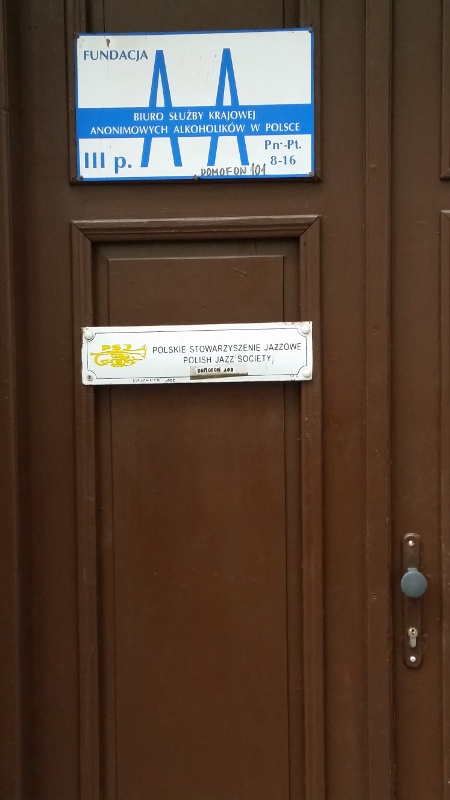 FUNDACJA
AA
BIURO SŁUŻBY KRAJOWEJ
ANONIMOWYCH ALKOHOLIKÓW W POLSCE
III p.
Pn-Pt.
8-16
DOMOFON 101
PSJ
POLSKIE STOWARZYSZENIE JAZZOWE
POLISH JAZZ SOCIETY
DOMOFON 100